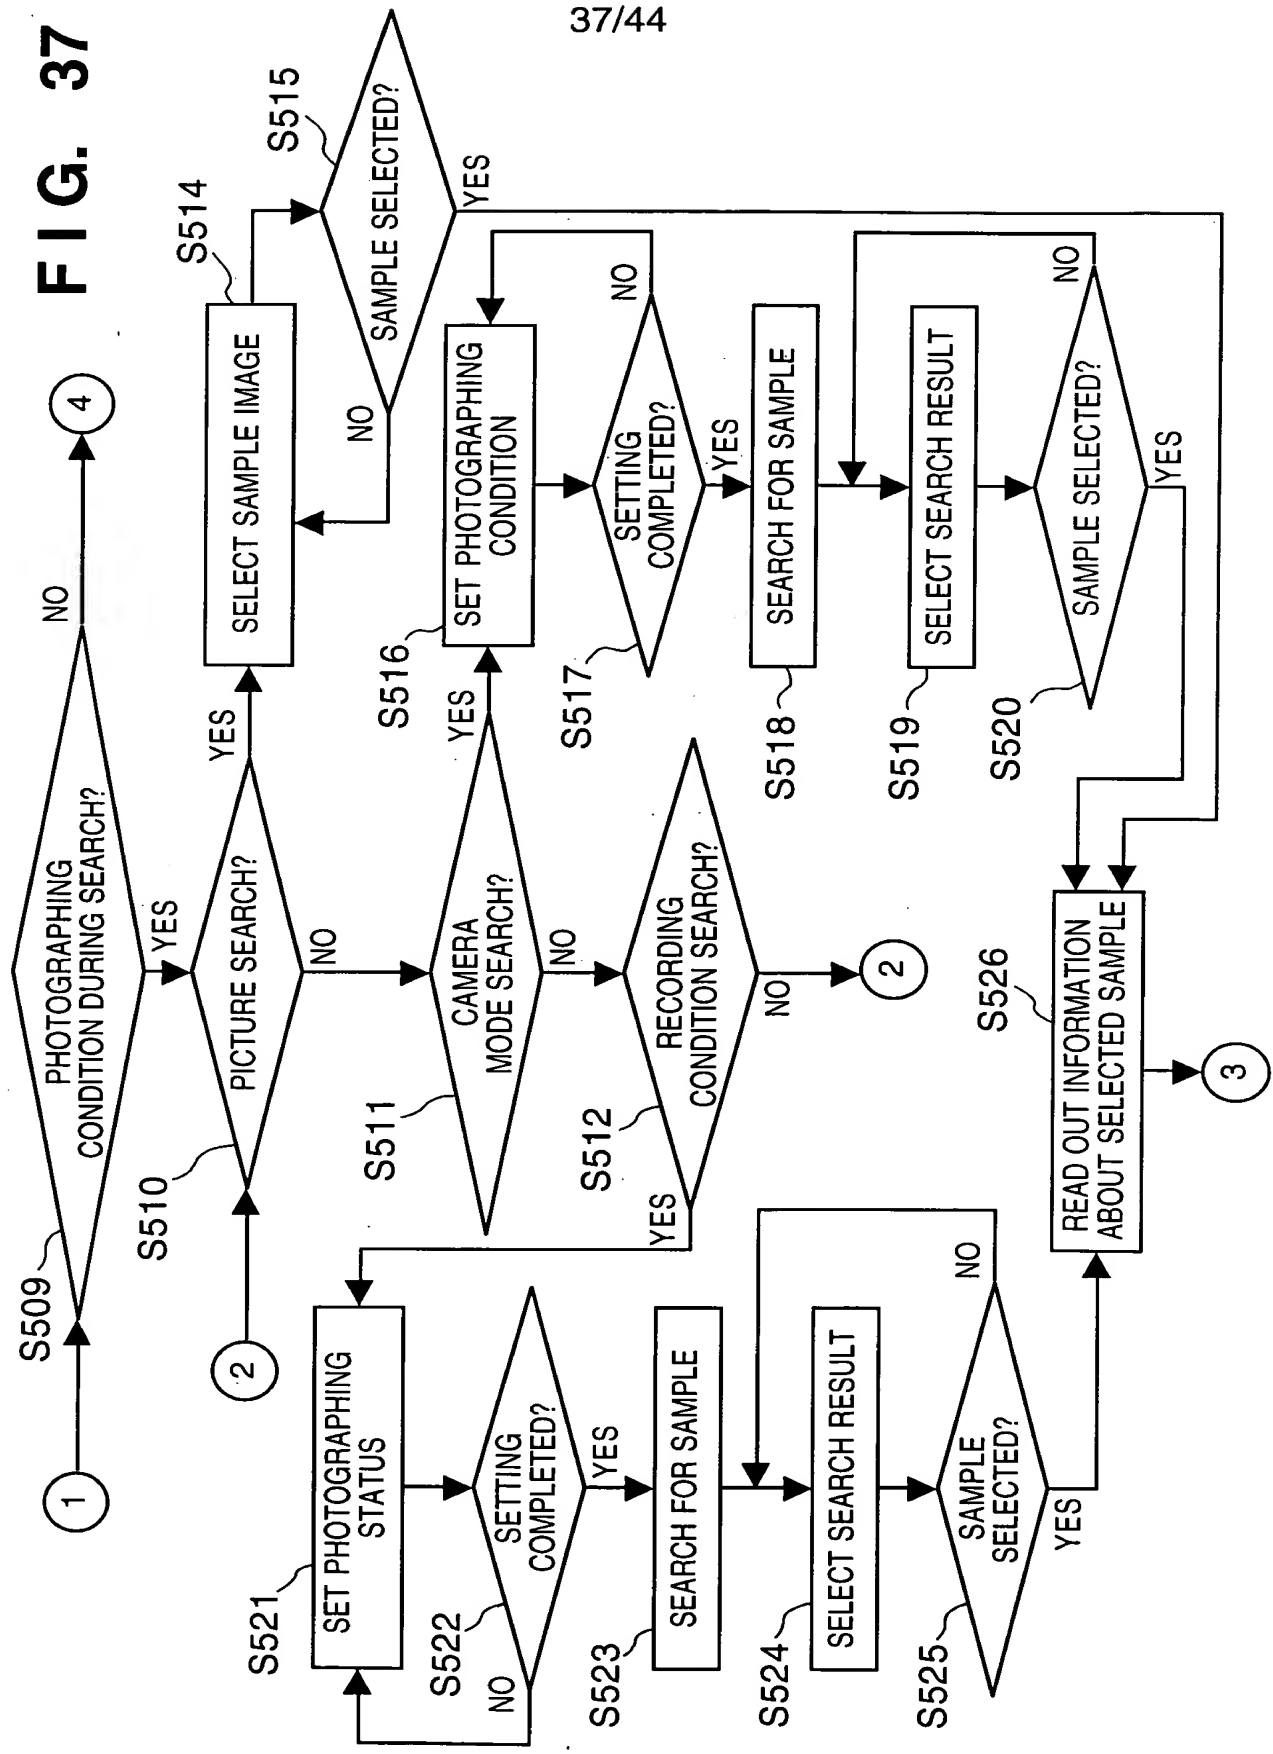 37/44
FIG. 37
1
S509
PHOTOGRAPHING
CONDITION DURING SEARCH?
NO
4
YES
2
S510
PICTURE SEARCH?
YES
NO
S514
SELECT SAMPLE IMAGE
S515
SAMPLE SELECTED?
NO
YES
S511
CAMERA
MODE SEARCH?
YES
NO
S516
SET PHOTOGRAPHING
CONDITION
S517
SETTING
COMPLETED?
NO
YES
S518
SEARCH FOR SAMPLE
S519
SELECT SEARCH RESULT
S520
SAMPLE SELECTED?
NO
YES
S512
RECORDING
CONDITION SEARCH?
YES
NO
2
S521
SET PHOTOGRAPHING
STATUS
S522
SETTING
COMPLETED?
NO
YES
S523
SEARCH FOR SAMPLE
S524
SELECT SEARCH RESULT
S525
SAMPLE
SELECTED?
NO
YES
S526
READ OUT INFORMATION
ABOUT SELECTED SAMPLE
3